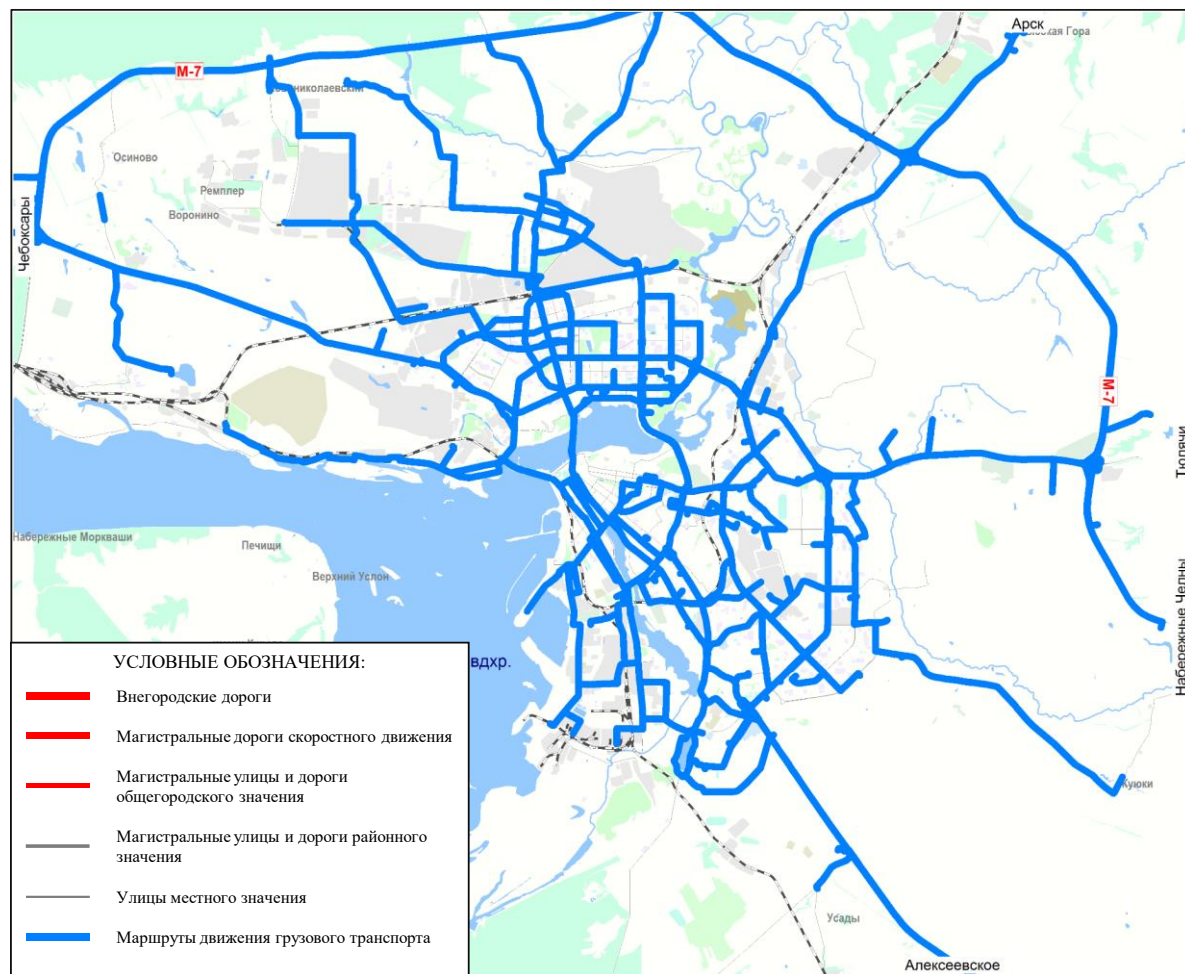 Арск
М-7
Осиново
Ремплер
Воронино
Чебоксары
М-7
Тюлячи
Набережные Моркваши
Печищи
Верхний Услон
Набережные Челны
вдхр.
УСЛОВНЫЕ ОБОЗНАЧЕНИЯ:
Внегородские дороги
Магистральные дороги скоростного движения
Магистральные улицы и дороги
общегородского значения
Магистральные улицы и дороги районного
значения
Улицы местного значения
Маршруты движения грузового транспорта
Куюки
Усады
Алексеевское